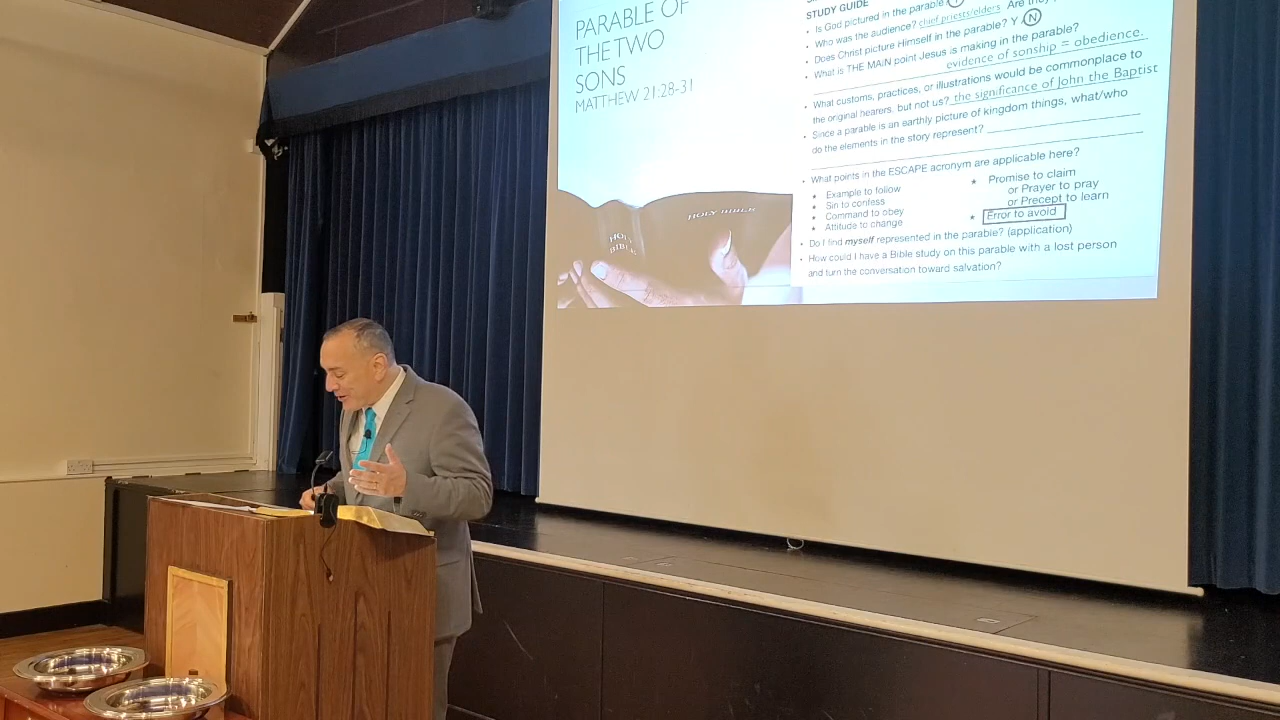 PARABLE OF
THE TWO
SONS
MATTHEW 21:28-31
HOLY BIBLE
HOLY
BIBLE
STUDY GUIDE
• Is God pictured in the parable Y
• Who was the audience? chief priests/elders Are they
• Does Christ picture Himself in the parable? Y N
• What is THE MAIN point Jesus is making in the parable?
evidence of sonship = obedience.
• What customs, practices, or illustrations would be commonplace to
the original hearers, but not us? the significance of John the Baptist
• Since a parable is an earthly picture of kingdom things, what/who
do the elements in the story represent?
• What points in the ESCAPE acronym are applicable here?
★ Example to follow
★ Sin to confess
★ Command to obey
★ Attitude to change
★ Promise to claim
or Prayer to pray
or Precept to learn
★ Error to avoid
• Do I find myself represented in the parable? (application)
• How could I have a Bible study on this parable with a lost person
and turn the conversation toward salvation?